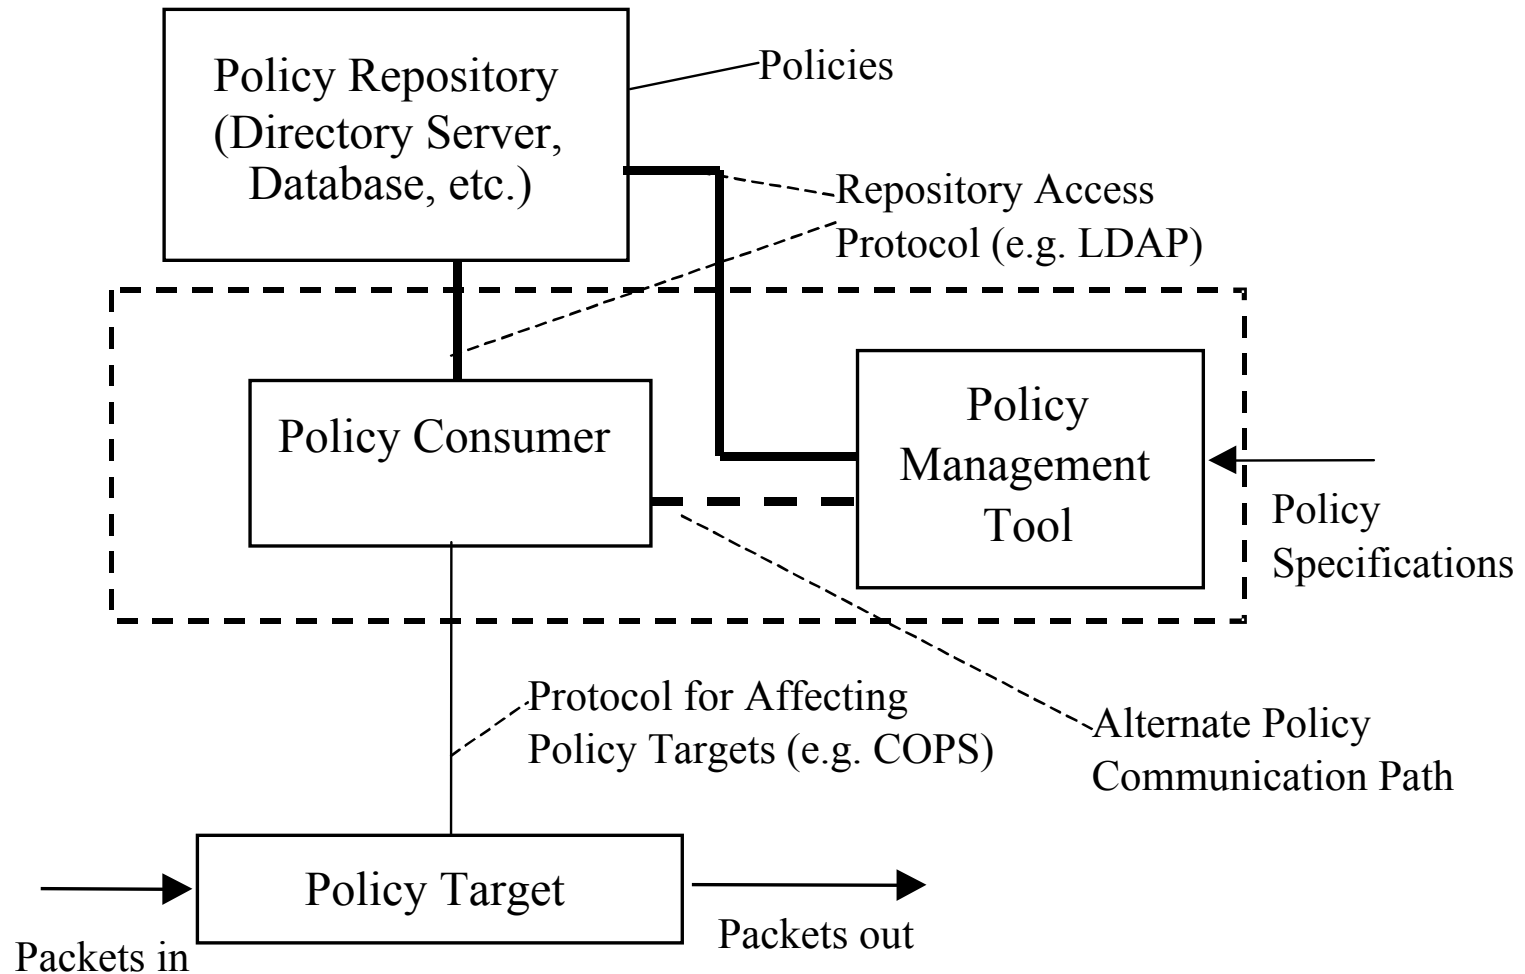 Policy Repository
(Directory Server,
Database, etc.)
Policies
Repository Access
Protocol (e.g. LDAP)
Policy Consumer
Policy
Management
Tool
Policy
Specifications
Protocol for Affecting
Policy Targets (e.g. COPS)
Alternate Policy
Communication Path
Policy Target
Packets in
Packets out